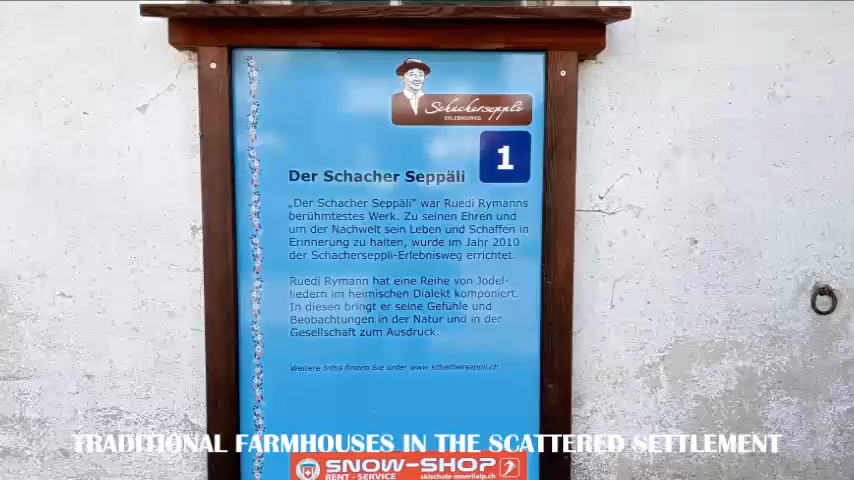 Schacherseppli
ERLEBNISWEG
1
Der Schacher Seppäli
„Der Schacher Seppäli" war Ruedi Rymanns
berühmtestes Werk. Zu seinen Ehren und
um der Nachwelt sein Leben und Schaffen in
Erinnerung zu halten, wurde im Jahr 2010
der Schacherseppli-Erlebnisweg errichtet.
Ruedi Rymann hat eine Reihe von Jodel-
liedern im heimischen Dialekt komponiert.
In diesen bringt er seine Gefühle und
Beobachtungen in der Natur und in der
Gesellschaft zum Ausdruck.
Weitere Infos finden Sie unter www.schacherseppli.ch
TRADITIONAL FARMHOUSES IN THE SCATTERED SETTLEMENT
SNOW-SHOP
RENT - SERVICE skischule-moerlialp.ch